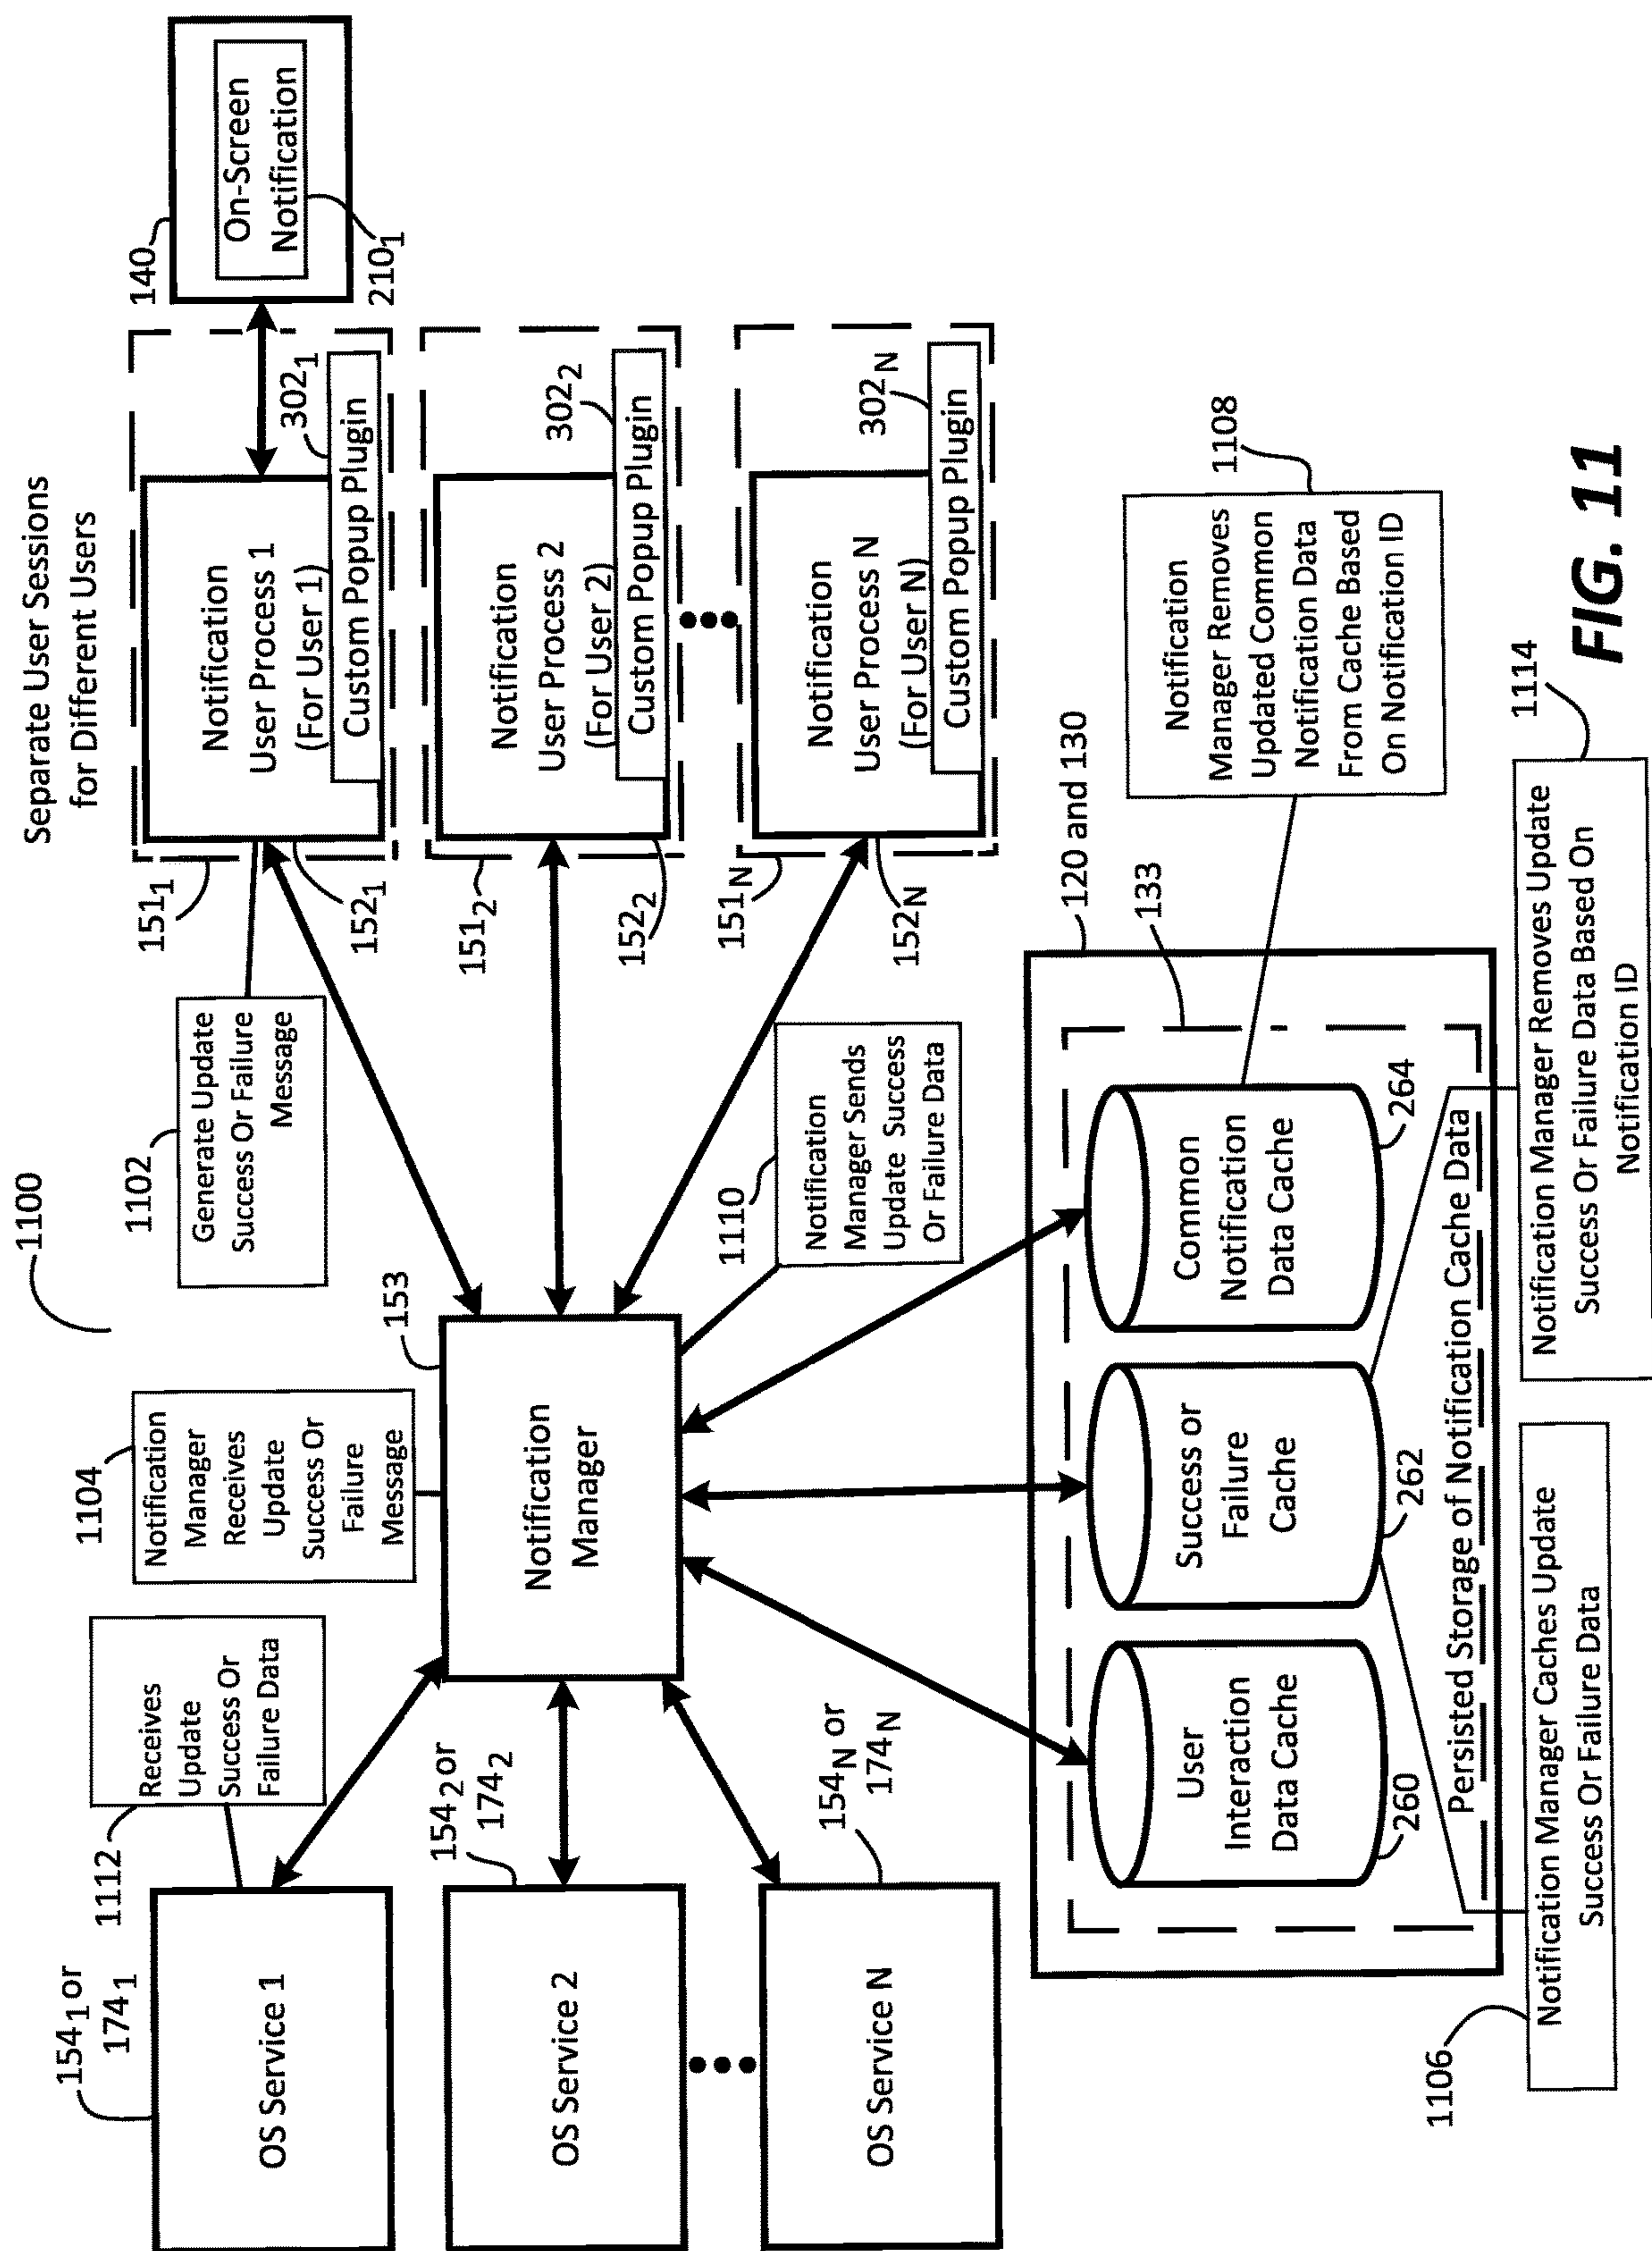 1100
Separate User Sessions
for Different Users
154₁ or
174₁
1112
Receives
Update
Success Or
Failure Data
1104
Notification
Manager
Receives
Update
Success Or
Failure
Message
153
1102
Generate Update
Success Or Failure
Message
151₁
152₁
Notification
User Process 1
(For User 1)
Custom Popup Plugin
302₁
140
On-Screen
Notification
210₁
OS Service 1
154₂ or
174₂
OS Service 2
Notification
Manager
151₂
152₂
Notification
User Process 2
(For User 2)
Custom Popup Plugin
302₂
154N or
174N
OS Service N
1110
Notification
Manager Sends
Update Success
Or Failure Data
151N
152N
Notification
User Process N
(For User N)
Custom Popup Plugin
302N
120 and 130
133
User
Interaction
Data Cache
260
Success or
Failure
Cache
262
Common
Notification
Data Cache
264
Persisted Storage of Notification Cache Data
1108
Notification
Manager Removes
Updated Common
Notification Data
From Cache Based
On Notification ID
1106
Notification Manager Caches Update
Success Or Failure Data
1114
Notification Manager Removes Update
Success Or Failure Data Based On
Notification ID
FIG. 11